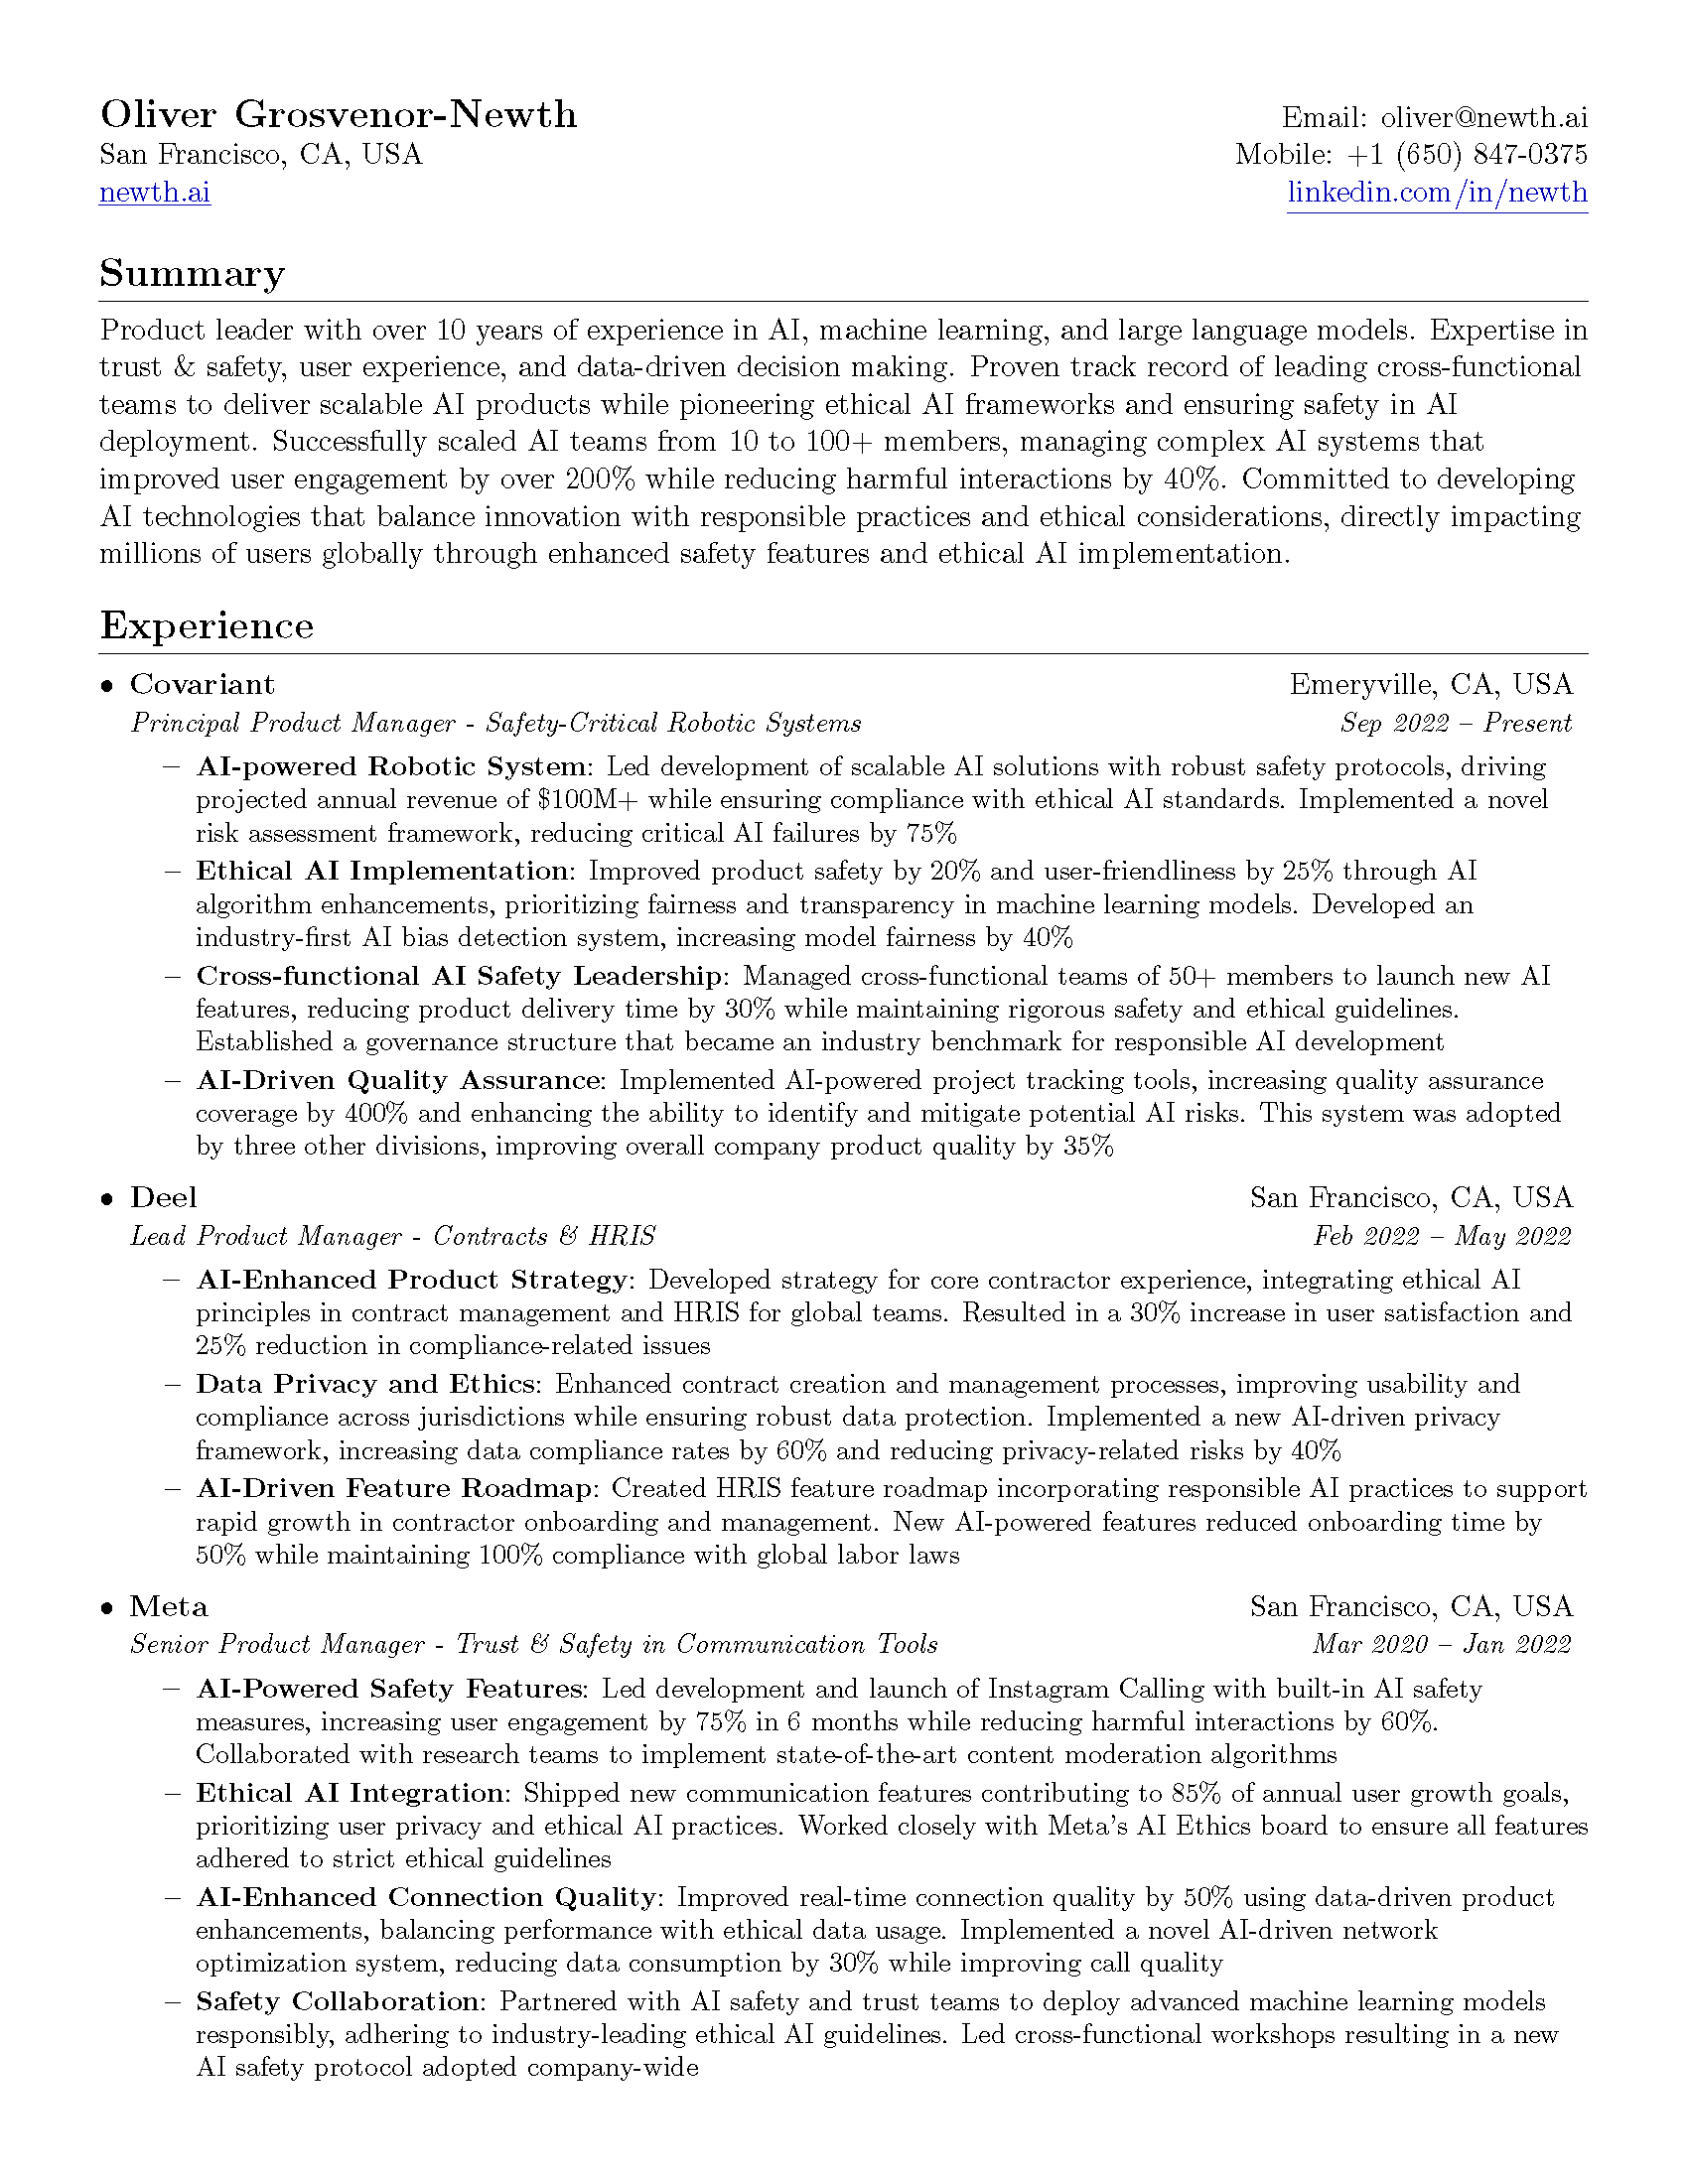 Oliver Grosvenor-Newth
Email: oliver@newth.ai
San Francisco, CA, USA
Mobile: +1 (650) 847-0375
newth.ai
linkedin.com/in/newth
Summary
Product leader with over 10 years of experience in AI, machine learning, and large language models. Expertise in
trust & safety, user experience, and data-driven decision making. Proven track record of leading cross-functional
teams to deliver scalable AI products while pioneering ethical AI frameworks and ensuring safety in AI
deployment. Successfully scaled AI teams from 10 to 100+ members, managing complex AI systems that
improved user engagement by over 200% while reducing harmful interactions by 40%. Committed to developing
AI technologies that balance innovation with responsible practices and ethical considerations, directly impacting
millions of users globally through enhanced safety features and ethical AI implementation.
Experience
• Covariant
Emeryville, CA, USA
Principal Product Manager - Safety-Critical Robotic Systems
Sep 2022 – Present
– AI-powered Robotic System: Led development of scalable AI solutions with robust safety protocols, driving
projected annual revenue of $100M+ while ensuring compliance with ethical AI standards. Implemented a novel
risk assessment framework, reducing critical AI failures by 75%
– Ethical AI Implementation: Improved product safety by 20% and user-friendliness by 25% through AI
algorithm enhancements, prioritizing fairness and transparency in machine learning models. Developed an
industry-first AI bias detection system, increasing model fairness by 40%
– Cross-functional AI Safety Leadership: Managed cross-functional teams of 50+ members to launch new AI
features, reducing product delivery time by 30% while maintaining rigorous safety and ethical guidelines.
Established a governance structure that became an industry benchmark for responsible AI development
– AI-Driven Quality Assurance: Implemented AI-powered project tracking tools, increasing quality assurance
coverage by 400% and enhancing the ability to identify and mitigate potential AI risks. This system was adopted
by three other divisions, improving overall company product quality by 35%
• Deel
San Francisco, CA, USA
Lead Product Manager - Contracts & HRIS
Feb 2022 – May 2022
– AI-Enhanced Product Strategy: Developed strategy for core contractor experience, integrating ethical AI
principles in contract management and HRIS for global teams. Resulted in a 30% increase in user satisfaction and
25% reduction in compliance-related issues
– Data Privacy and Ethics: Enhanced contract creation and management processes, improving usability and
compliance across jurisdictions while ensuring robust data protection. Implemented a new AI-driven privacy
framework, increasing data compliance rates by 60% and reducing privacy-related risks by 40%
– AI-Driven Feature Roadmap: Created HRIS feature roadmap incorporating responsible AI practices to support
rapid growth in contractor onboarding and management. New AI-powered features reduced onboarding time by
50% while maintaining 100% compliance with global labor laws
• Meta
San Francisco, CA, USA
Senior Product Manager - Trust & Safety in Communication Tools
Mar 2020 – Jan 2022
– AI-Powered Safety Features: Led development and launch of Instagram Calling with built-in AI safety
measures, increasing user engagement by 75% in 6 months while reducing harmful interactions by 60%.
Collaborated with research teams to implement state-of-the-art content moderation algorithms
– Ethical AI Integration: Shipped new communication features contributing to 85% of annual user growth goals,
prioritizing user privacy and ethical AI practices. Worked closely with Meta's AI Ethics board to ensure all features
adhered to strict ethical guidelines
– AI-Enhanced Connection Quality: Improved real-time connection quality by 50% using data-driven product
enhancements, balancing performance with ethical data usage. Implemented a novel AI-driven network
optimization system, reducing data consumption by 30% while improving call quality
– Safety Collaboration: Partnered with AI safety and trust teams to deploy advanced machine learning models
responsibly, adhering to industry-leading ethical AI guidelines. Led cross-functional workshops resulting in a new
AI safety protocol adopted company-wide